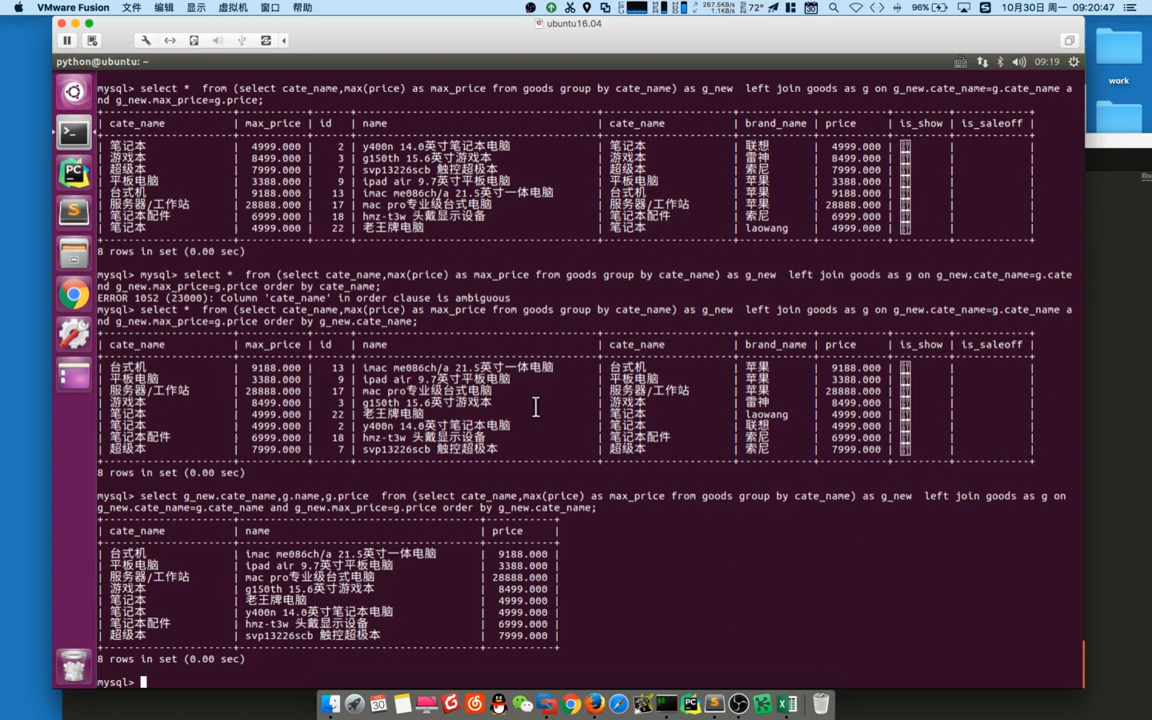 VMware Fusion 文件 编辑 显示 虚拟机 窗口 帮助 267.5KB/s 1.1KB/s 72° 96% 10月30日 周一 09:20:47
ubuntu16.04
python@ubuntu: ~ 09:19
work
mysql> select *  from (select cate_name,max(price) as max_price from goods group by cate_name) as g_new  left join goods as g on g_new.cate_name=g.cate_name a
nd g_new.max_price=g.price;
| cate_name | max_price | id | name | cate_name | brand_name | price | is_show | is_saleoff |
| 笔记本 | 4999.000 | 2 | y400n 14.0英寸笔记本电脑 | 笔记本 | 联想 | 4999.000 |
| 游戏本 | 8499.000 | 3 | g150th 15.6英寸游戏本 | 游戏本 | 雷神 | 8499.000 |
| 超级本 | 7999.000 | 7 | svp13226scb 触控超极本 | 超级本 | 索尼 | 7999.000 |
| 平板电脑 | 3388.000 | 9 | ipad air 9.7英寸平板电脑 | 平板电脑 | 苹果 | 3388.000 |
| 台式机 | 9188.000 | 13 | imac me086ch/a 21.5英寸一体电脑 | 台式机 | 苹果 | 9188.000 |
| 服务器/工作站 | 28888.000 | 17 | mac pro专业级台式电脑 | 服务器/工作站 | 苹果 | 28888.000 |
| 笔记本配件 | 6999.000 | 18 | hmz-t3w 头戴显示设备 | 笔记本配件 | 索尼 | 6999.000 |
| 笔记本 | 4999.000 | 22 | 老王牌电脑 | 笔记本 | laowang | 4999.000 |
8 rows in set (0.00 sec)
mysql> mysql> select *  from (select cate_name,max(price) as max_price from goods group by cate_name) as g_new  left join goods as g on g_new.cate_name=g.cate
nd g_new.max_price=g.price order by cate_name;
ERROR 1052 (23000): Column 'cate_name' in order clause is ambiguous
mysql> select *  from (select cate_name,max(price) as max_price from goods group by cate_name) as g_new  left join goods as g on g_new.cate_name=g.cate_name a
nd g_new.max_price=g.price order by g_new.cate_name;
| cate_name | max_price | id | name | cate_name | brand_name | price | is_show | is_saleoff |
| 台式机 | 9188.000 | 13 | imac me086ch/a 21.5英寸一体电脑 | 台式机 | 苹果 | 9188.000 |
| 平板电脑 | 3388.000 | 9 | ipad air 9.7英寸平板电脑 | 平板电脑 | 苹果 | 3388.000 |
| 服务器/工作站 | 28888.000 | 17 | mac pro专业级台式电脑 | 服务器/工作站 | 苹果 | 28888.000 |
| 游戏本 | 8499.000 | 3 | g150th 15.6英寸游戏本 | 游戏本 | 雷神 | 8499.000 |
| 笔记本 | 4999.000 | 22 | 老王牌电脑 | 笔记本 | laowang | 4999.000 |
| 笔记本 | 4999.000 | 2 | y400n 14.0英寸笔记本电脑 | 笔记本 | 联想 | 4999.000 |
| 笔记本配件 | 6999.000 | 18 | hmz-t3w 头戴显示设备 | 笔记本配件 | 索尼 | 6999.000 |
| 超级本 | 7999.000 | 7 | svp13226scb 触控超极本 | 超级本 | 索尼 | 7999.000 |
8 rows in set (0.00 sec)
mysql> select g_new.cate_name,g.name,g.price  from (select cate_name,max(price) as max_price from goods group by cate_name) as g_new  left join goods as g on
g_new.cate_name=g.cate_name and g_new.max_price=g.price order by g_new.cate_name;
| cate_name | name | price |
| 台式机 | imac me086ch/a 21.5英寸一体电脑 | 9188.000 |
| 平板电脑 | ipad air 9.7英寸平板电脑 | 3388.000 |
| 服务器/工作站 | mac pro专业级台式电脑 | 28888.000 |
| 游戏本 | g150th 15.6英寸游戏本 | 8499.000 |
| 笔记本 | 老王牌电脑 | 4999.000 |
| 笔记本 | y400n 14.0英寸笔记本电脑 | 4999.000 |
| 笔记本配件 | hmz-t3w 头戴显示设备 | 6999.000 |
| 超级本 | svp13226scb 触控超极本 | 7999.000 |
8 rows in set (0.00 sec)
mysql>